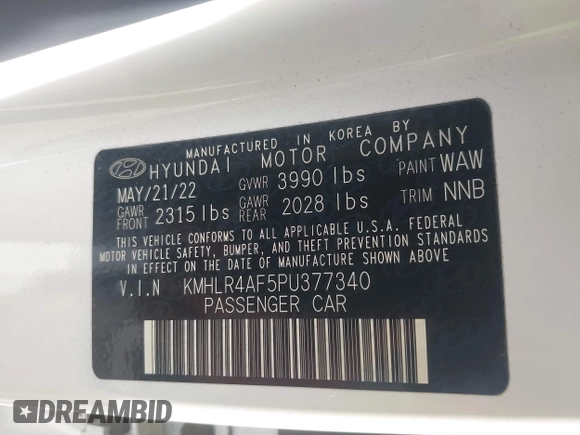 MANUFACTURED IN KOREA BY
HYUNDAI MOTOR COMPANY
MAY/21/22 GVWR 3990 lbs PAINT WAW
GAWR FRONT 2315 lbs GAWR REAR 2028 lbs TRIM NNB
THIS VEHICLE CONFORMS TO ALL APPLICABLE U.S.A. FEDERAL
MOTOR VEHICLE SAFETY, BUMPER, AND THEFT PREVENTION STANDARDS
IN EFFECT ON THE DATE OF MANUFACTURE SHOWN ABOVE.
V.I.N KMHLR4AF5PU377340
PASSENGER CAR
DREAMBID